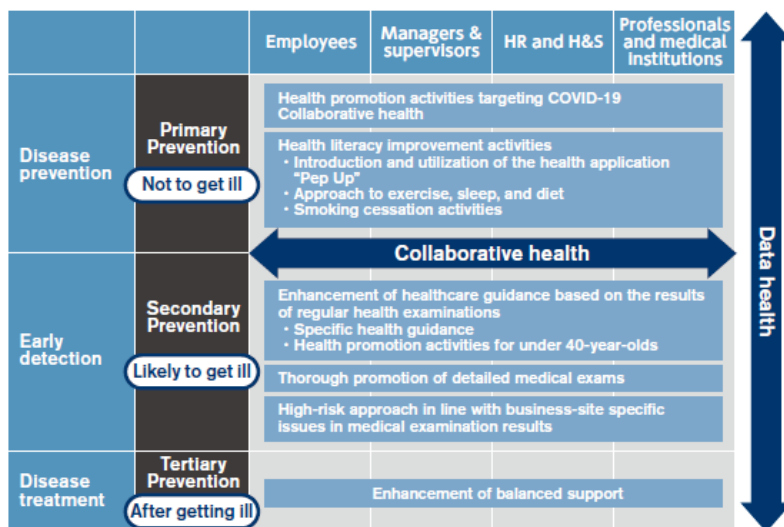 Employees
Managers &
supervisors
HR and H&S
Professionals
and medical
institutions
Disease
prevention
Primary
Prevention
Not to get ill
Health promotion activities targeting COVID-19
Collaborative health
Health literacy improvement activities
・Introduction and utilization of the health application
"Pep Up"
・Approach to exercise, sleep, and diet
・Smoking cessation activities
Collaborative health
Early
detection
Secondary
Prevention
Likely to get ill
Enhancement of healthcare guidance based on the results
of regular health examinations
・Specific health guidance
・Health promotion activities for under 40-year-olds
Thorough promotion of detailed medical exams
High-risk approach in line with business-site specific
issues in medical examination results
Disease
treatment
Tertiary
Prevention
After getting ill
Enhancement of balanced support
Data health